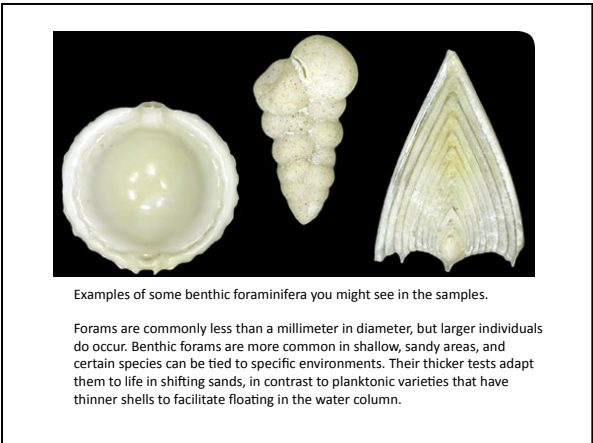 Examples of some benthic foraminifera you might see in the samples.
Forams are commonly less than a millimeter in diameter, but larger individuals
do occur. Benthic forams are more common in shallow, sandy areas, and
certain species can be tied to specific environments. Their thicker tests adapt
them to life in shifting sands, in contrast to planktonic varieties that have
thinner shells to facilitate floating in the water column.